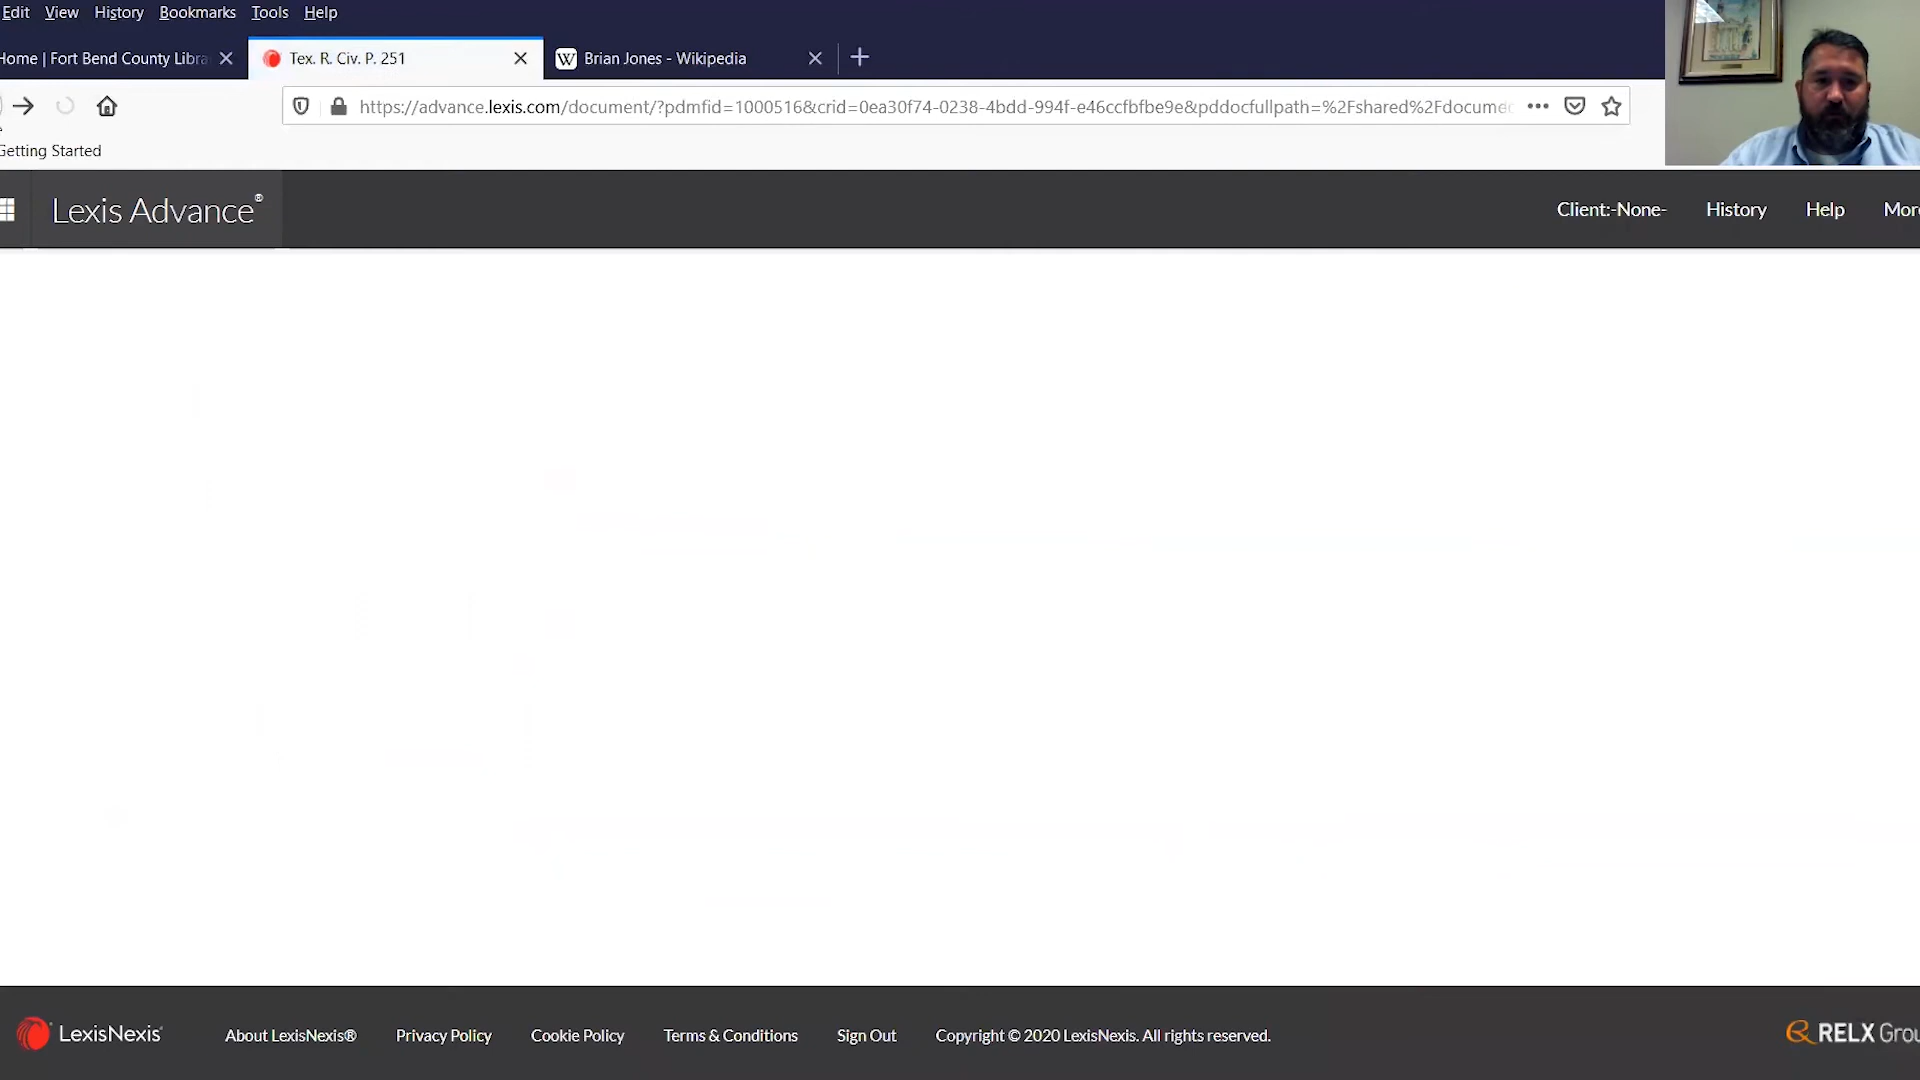 Edit View History Bookmarks Tools Help
Home | Fort Bend County Libra
Tex. R. Civ. P. 251
W Brian Jones - Wikipedia
https://advance.lexis.com/document/?pdmfid=1000516&crid=0ea30f74-0238-4bdd-994f-e46ccfbfbe9e&pddocfullpath=%2Fshared%2Fdocum
Getting Started
Lexis Advance®
Client:-None- History Help More
LexisNexis® About LexisNexis® Privacy Policy Cookie Policy Terms & Conditions Sign Out Copyright © 2020 LexisNexis. All rights reserved. RELX Grou